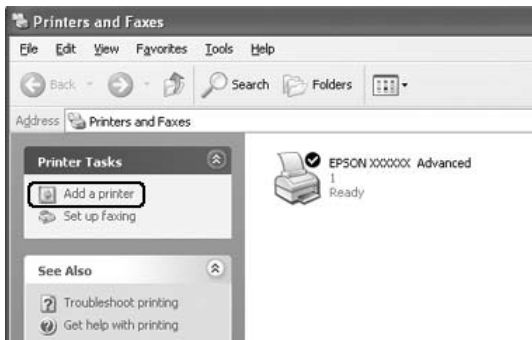 Printers and Faxes
File Edit View Favorites Tools Help
Back Search Folders
Address Printers and Faxes
Printer Tasks
Add a printer
Set up faxing
See Also
Troubleshoot printing
Get help with printing
EPSON XXXXXX Advanced
1
Ready